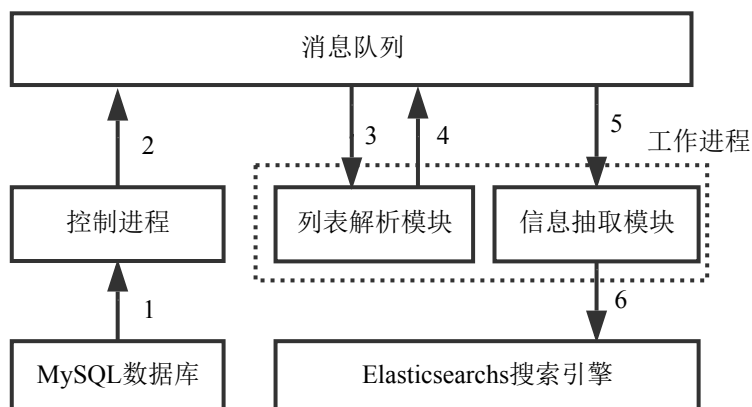 消息队列
2
3
4
5
工作进程
控制进程
列表解析模块
信息抽取模块
1
6
MySQL数据库
Elasticsearchs搜索引擎